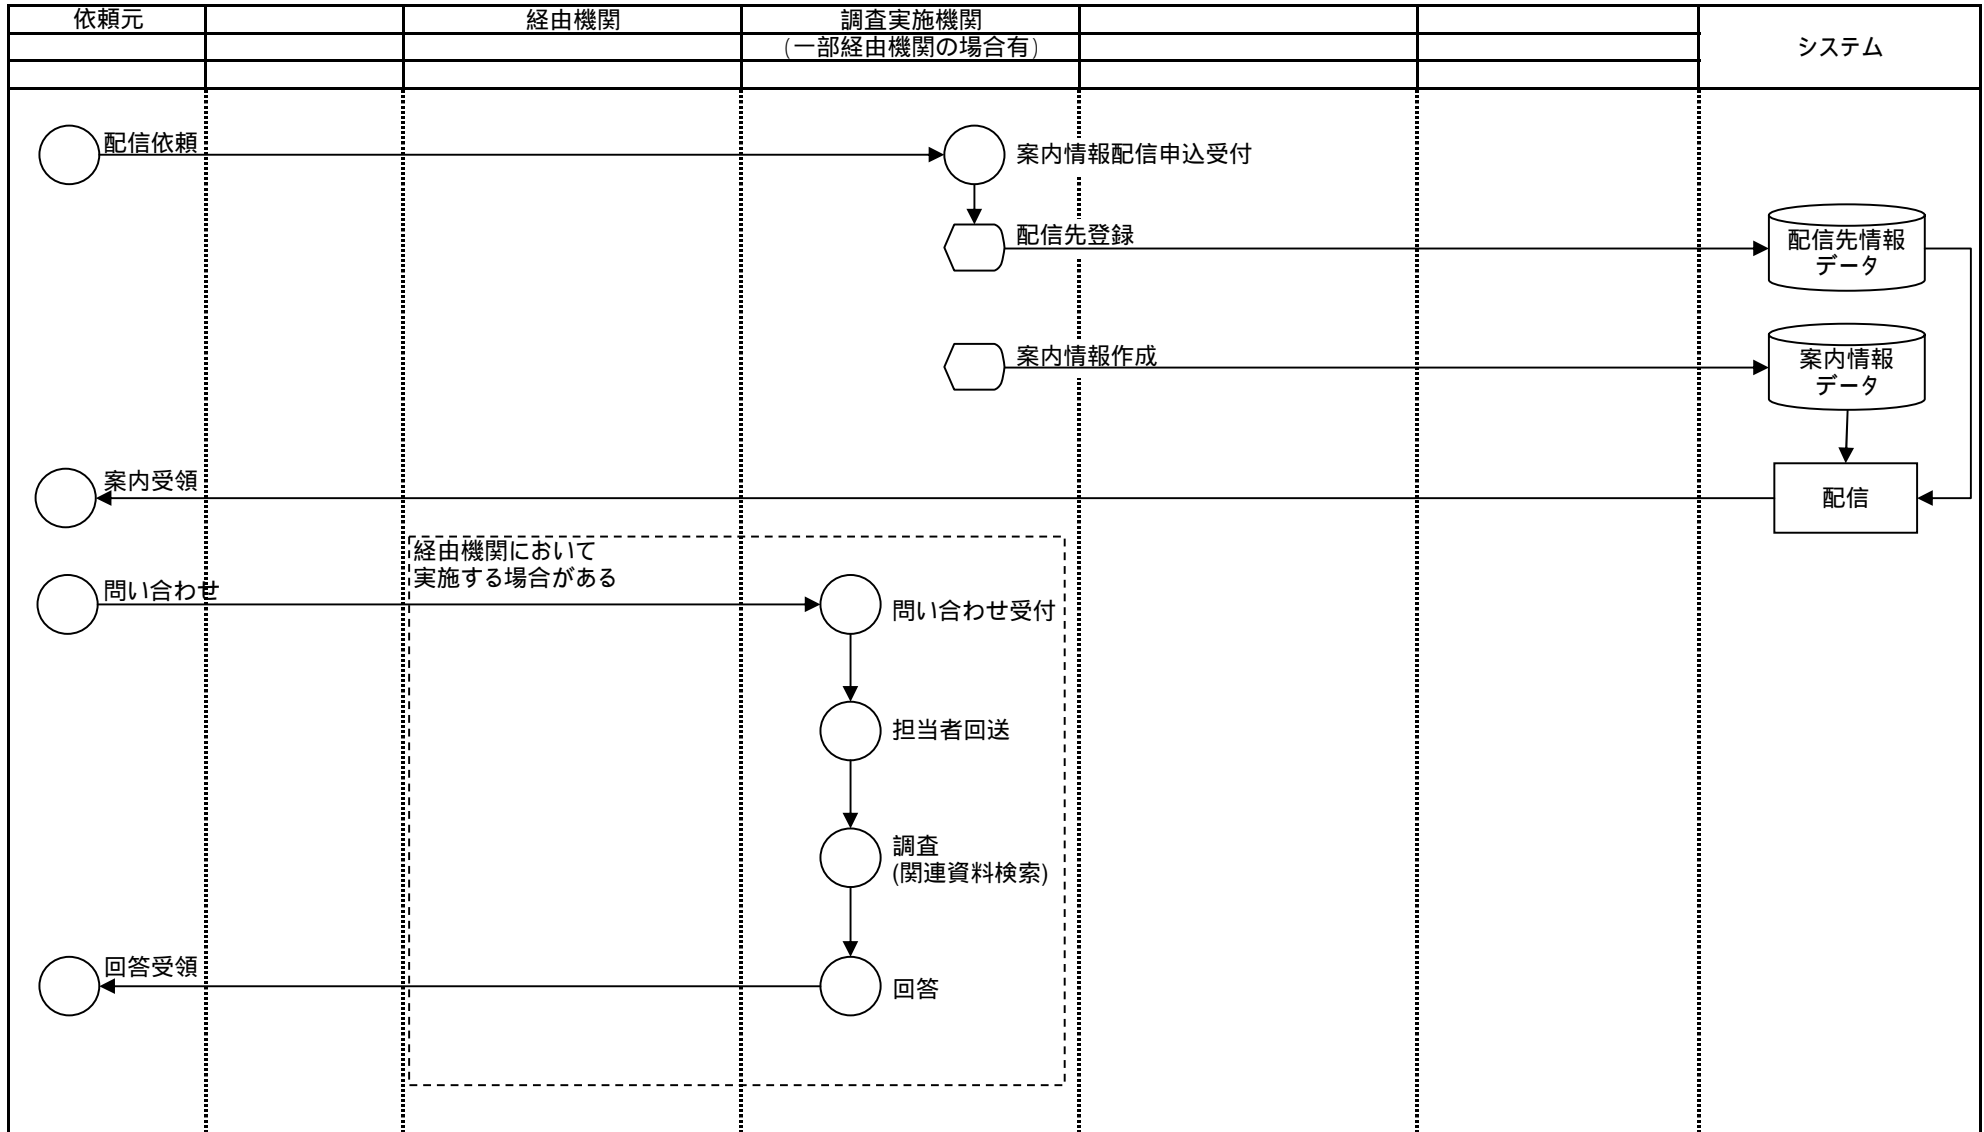 依頼元
経由機関
調査実施機関
(一部経由機関の場合有)
システム
配信依頼
案内情報配信申込受付
配信先登録
配信先情報
データ
案内情報作成
案内情報
データ
案内受領
配信
経由機関において
実施する場合がある
問い合わせ
問い合わせ受付
担当者回送
調査
(関連資料検索)
回答受領
回答